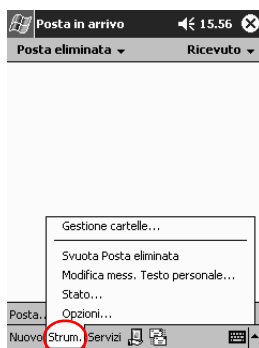 Posta in arrivo 15.56
Posta eliminata Ricevuto
Gestione cartelle...
Svuota Posta eliminata
Modifica mess. Testo personale...
Stato...
Opzioni...
Posta..
Nuovo Strum. Servizi